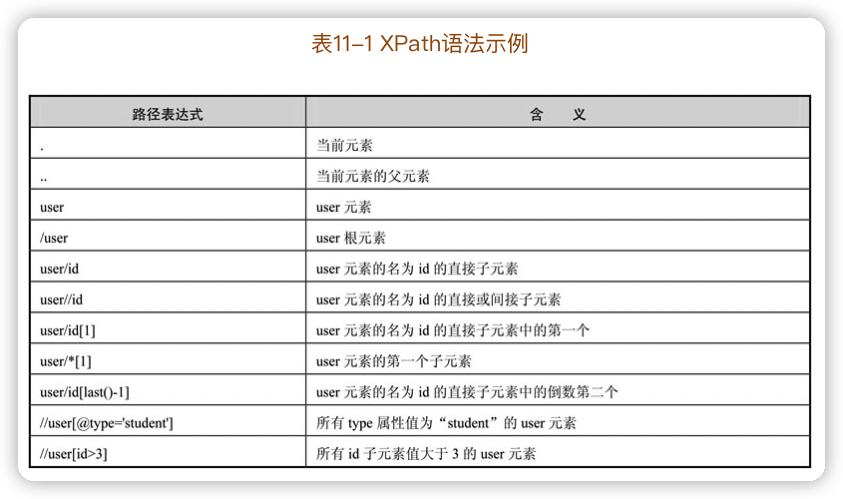 表11–1 XPath语法示例
路径表达式 含 义
. 当前元素
.. 当前元素的父元素
user user 元素
/user user 根元素
user/id user 元素的名为 id 的直接子元素
user//id user 元素的名为 id 的直接或间接子元素
user/id[1] user 元素的名为 id 的直接子元素中的第一个
user/*[1] user 元素的第一个子元素
user/id[last()-1] user 元素的名为 id 的直接子元素中的倒数第二个
//user[@type='student'] 所有 type 属性值为“student”的 user 元素
//user[id>3] 所有 id 子元素值大于 3 的 user 元素